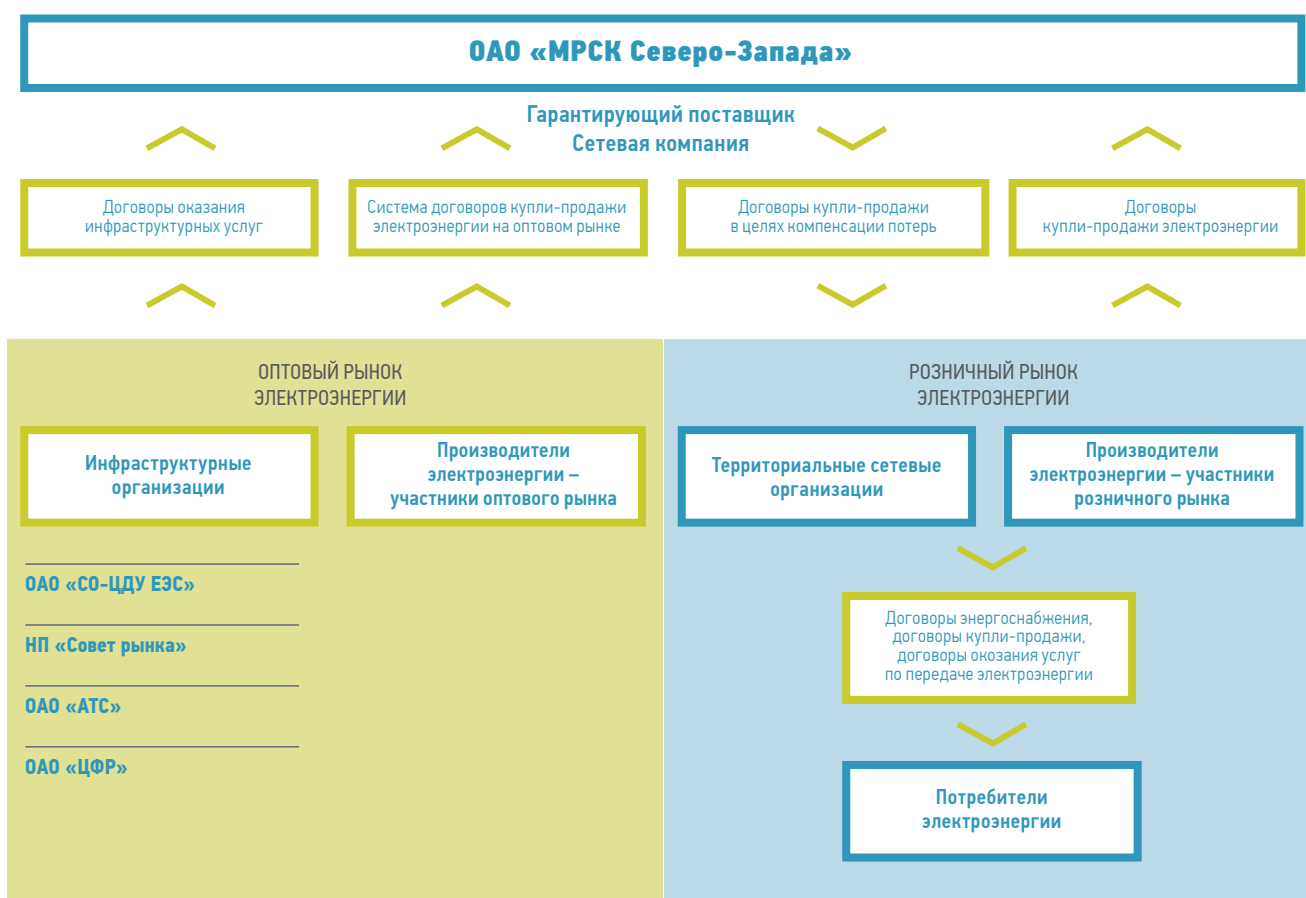 ОАО «МРСК Северо-Запада»
Гарантирующий поставщик
Сетевая компания
Договоры оказания
инфраструктурных услуг
Система договоров купли-продажи
электроэнергии на оптовом рынке
Договоры купли-продажи
в целях компенсации потерь
Договоры
купли-продажи электроэнергии
ОПТОВЫЙ РЫНОК
ЭЛЕКТРОЭНЕРГИИ
Инфраструктурные
организации
Производители
электроэнергии –
участники оптового рынка
ОАО «СО-ЦДУ ЕЭС»
НП «Совет рынка»
ОАО «АТС»
ОАО «ЦФР»
РОЗНИЧНЫЙ РЫНОК
ЭЛЕКТРОЭНЕРГИИ
Территориальные сетевые
организации
Производители
электроэнергии – участники
розничного рынка
Договоры энергоснабжения,
договоры купли-продажи,
договоры окозания услуг
по передаче электроэнергии
Потребители
электроэнергии